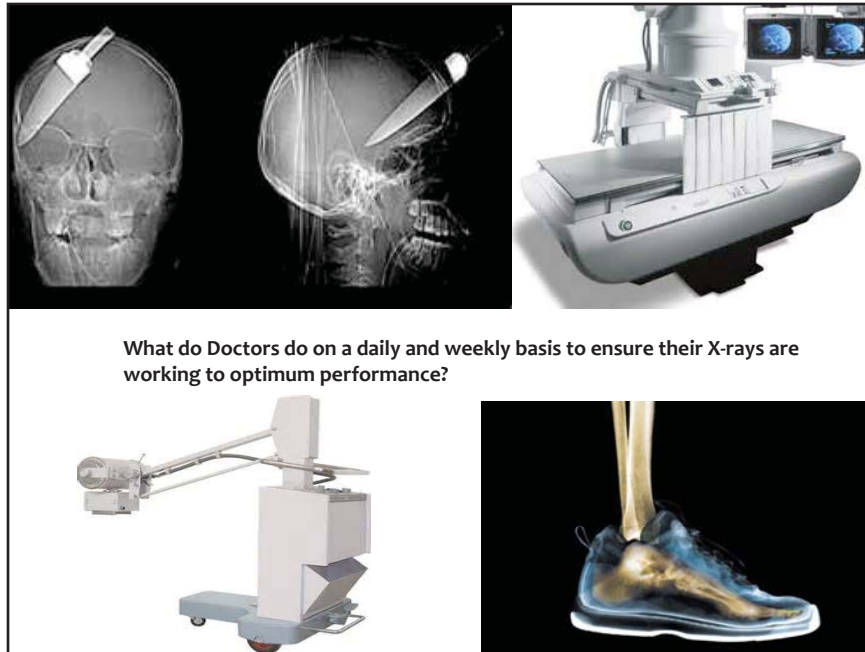 What do Doctors do on a daily and weekly basis to ensure their X-rays are
working to optimum performance?